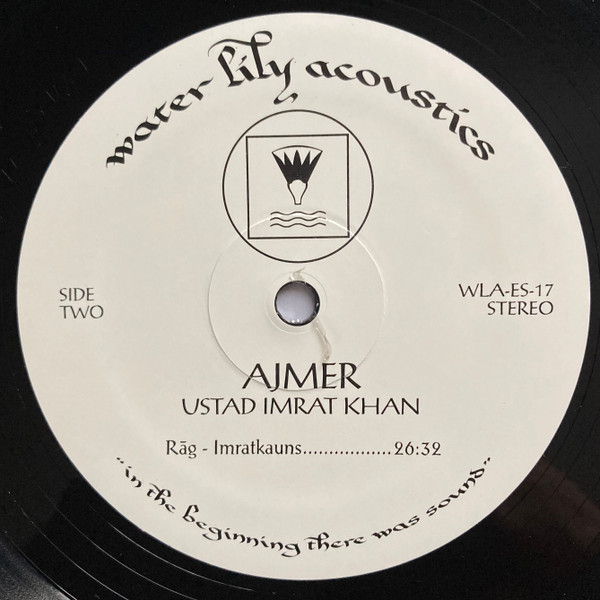 water lily acoustics
SIDE
TWO
WLA-ES-17
STEREO
AJMER
USTAD IMRAT KHAN
Rāg - Imratkauns.................26:32
"in the beginning there was sound"